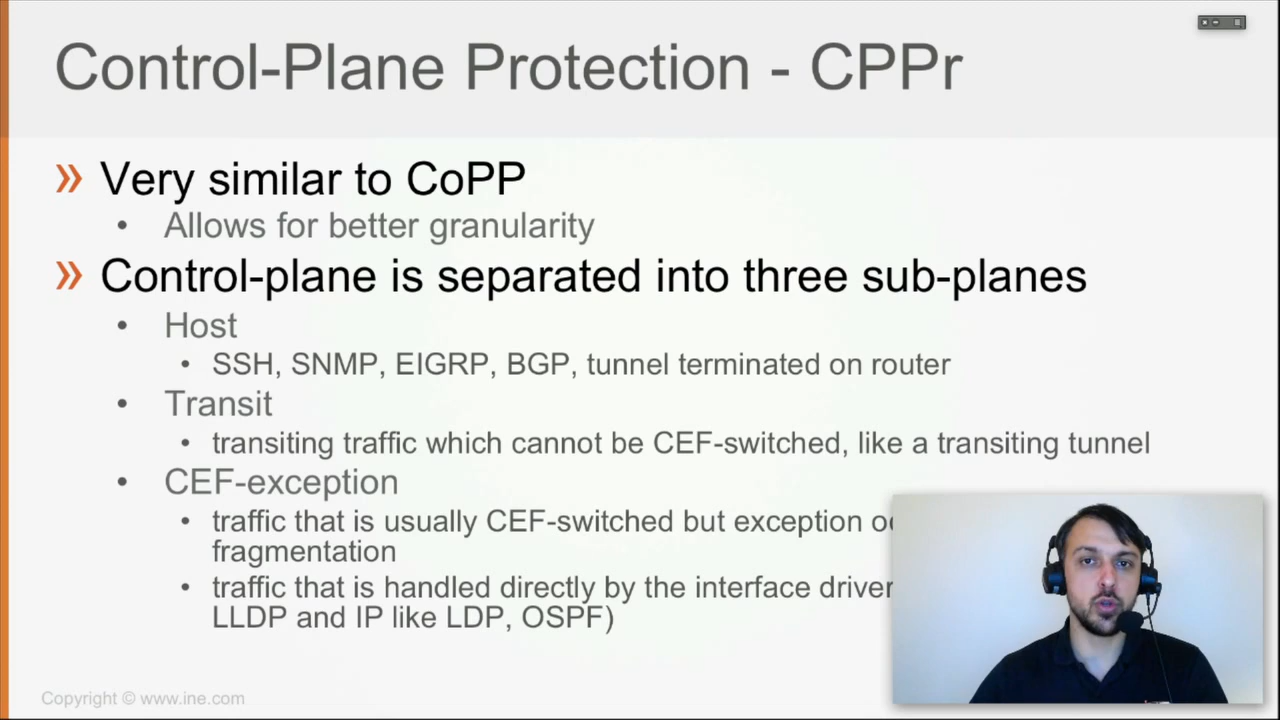 Control-Plane Protection - CPPr
» Very similar to CoPP
• Allows for better granularity
» Control-plane is separated into three sub-planes
• Host
• SSH, SNMP, EIGRP, BGP, tunnel terminated on router
• Transit
• transiting traffic which cannot be CEF-switched, like a transiting tunnel
• CEF-exception
• traffic that is usually CEF-switched but exception
fragmentation
• traffic that is handled directly by the interface driver
LLDP and IP like LDP, OSPF)
Copyright © www.ine.com